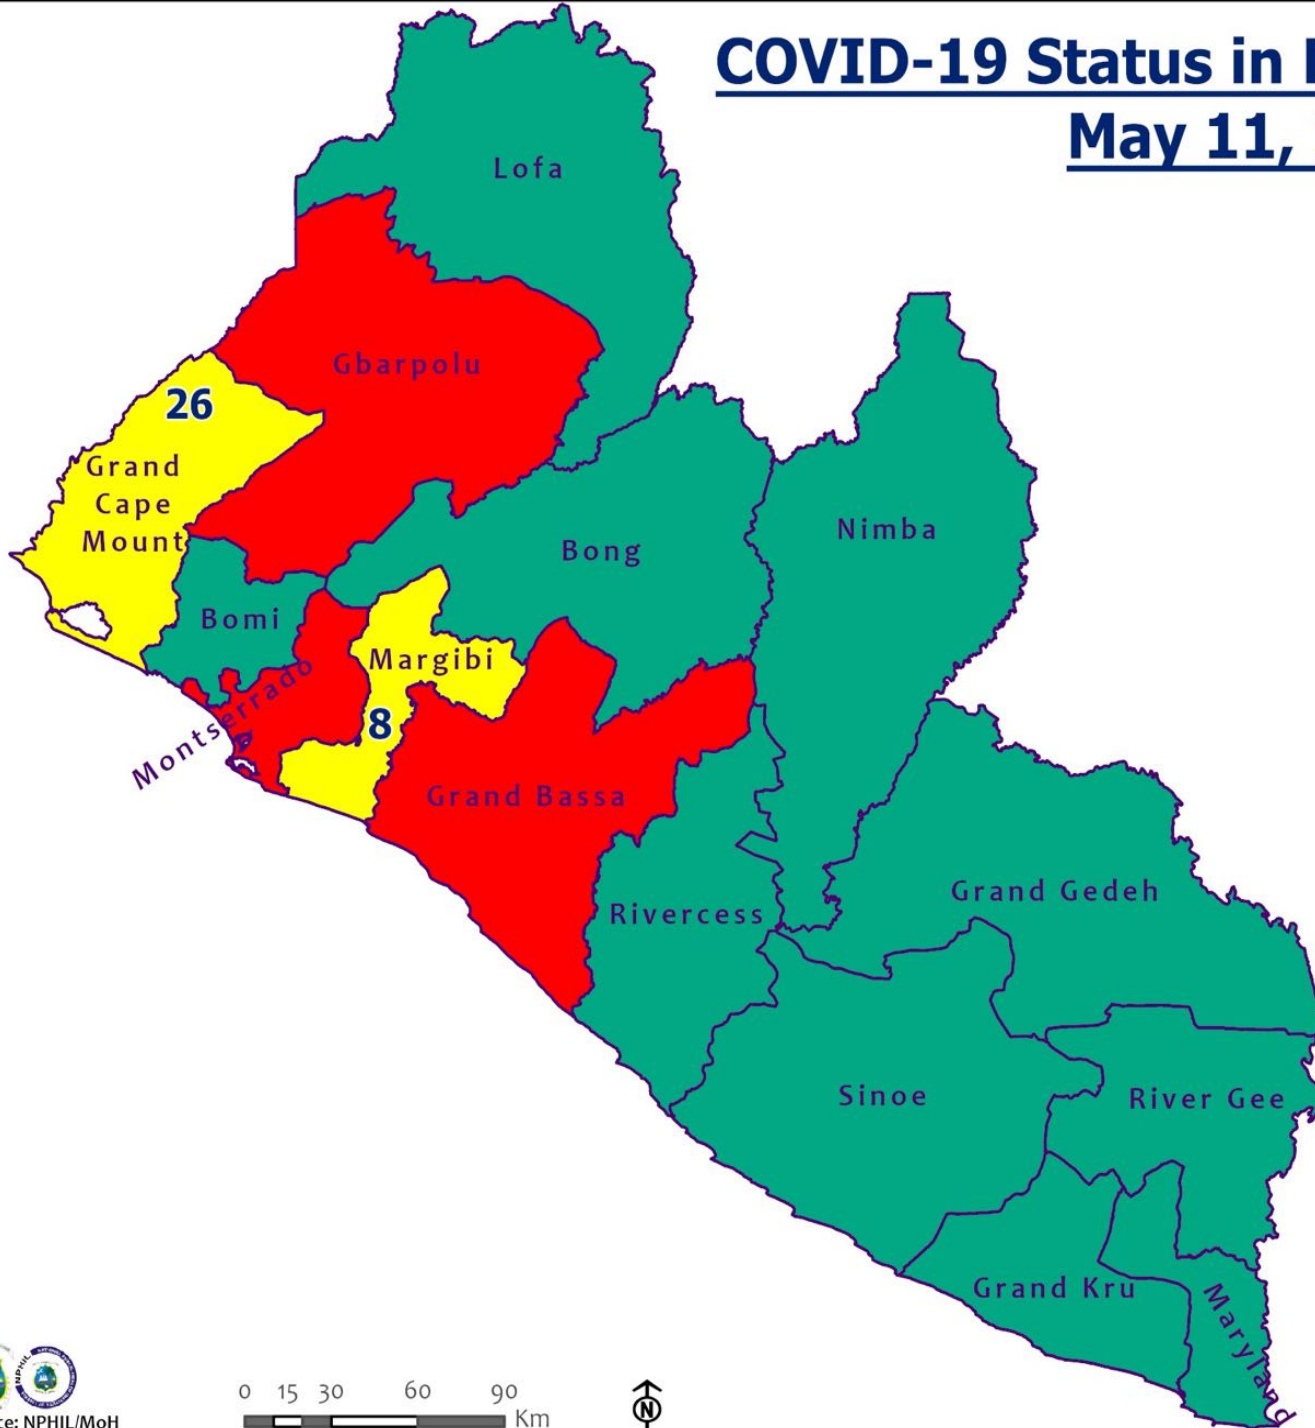 COVID-19 Status in
May 11,
Lofa
Gbarpolu
26
Grand
Cape
Mount
Nimba
Bong
Bomi
Margibi
Montserrado
8
Grand Bassa
Grand Gedeh
Rivercess
Sinoe
River Gee
Grand Kru
Maryland
NPHIL
0 15 30 60 90
Km
N
NPHIL/MoH